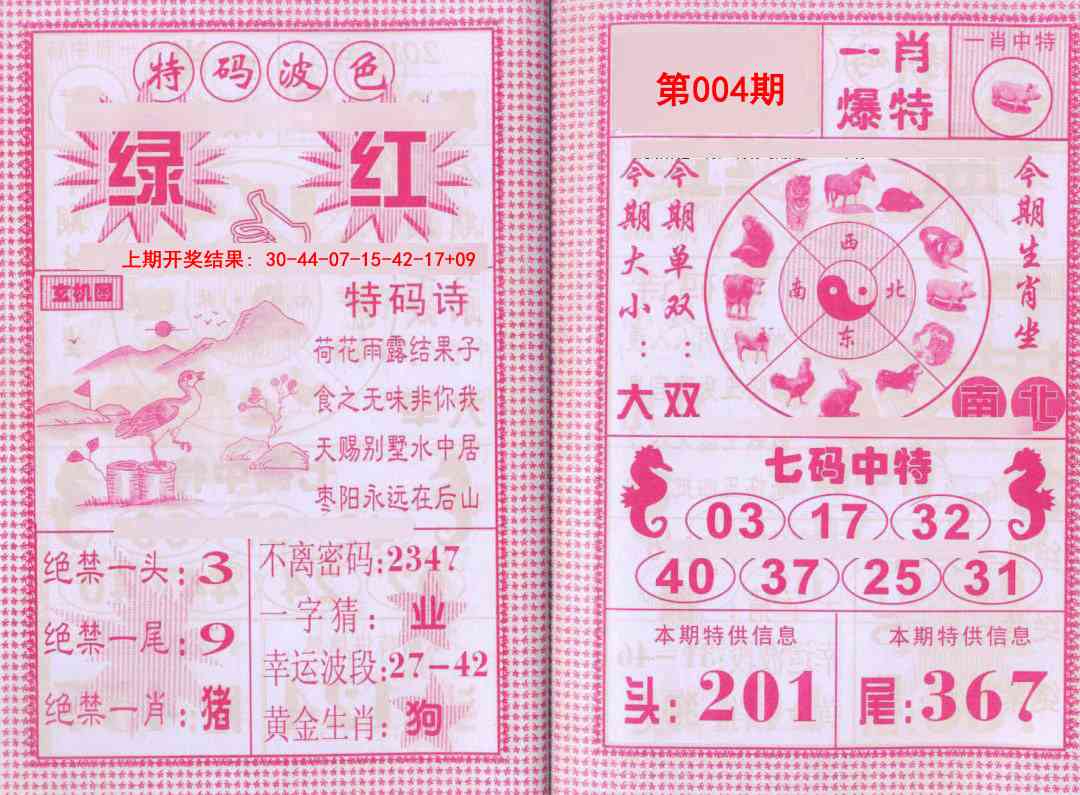 特码波色
绿 红
上期开奖结果: 30-44-07-15-42-17+09
玄机图
特码诗
荷花雨露结果子
食之无味非你我
天赐别墅水中居
枣阳永远在后山
绝禁一头:3
绝禁一尾:9
绝禁一肖:猪
不离密码:2347
一字猜:业
幸运波段:27-42
黄金生肖:狗
第004期
一肖
爆特
一肖中特
今期大小:大
今期单双:双
西
南 北
东
今期生肖坐
南北
七码中特
03 17 32
40 37 25 31
本期特供信息
头:201
本期特供信息
尾:367